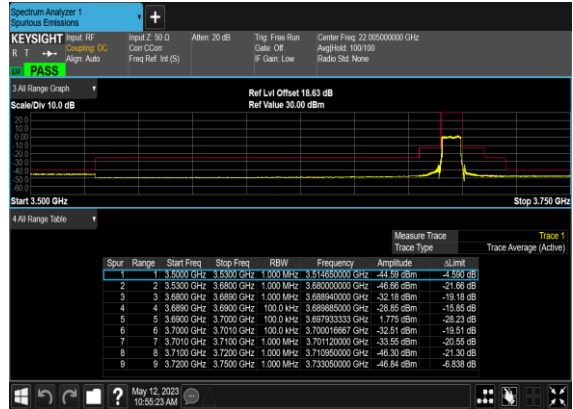 Spectrum Analyzer 1
Spurious Emissions
KEYSIGHT Input: RF Input Z: 50 Ω Atten: 20 dB Trig: Free Run Center Freq: 22.005000000 GHz
R T Coupling: DC Corr CCorr Gate: Off Avg|Hold: 100/100
Align: Auto Freq Ref: Int (S) IF Gain: Low Radio Std: None
PASS
3 All Range Graph
Ref Lvl Offset 18.63 dB
Scale/Div 10.0 dB Ref Value 30.00 dBm
20.0
10.0
0.00
-10.0
-20.0
-30.0
-40.0
-50.0
-60.0
Start 3.500 GHz Stop 3.750 GHz
4 All Range Table
Measure Trace Trace 1
Trace Type Trace Average (Active)
Spur Range Start Freq Stop Freq RBW Frequency Amplitude ΔLimit
1 1 3.5000 GHz 3.5300 GHz 1.000 MHz 3.514650000 GHz -44.59 dBm -4.590 dB
2 2 3.5300 GHz 3.6800 GHz 1.000 MHz 3.680000000 GHz -46.66 dBm -21.66 dB
3 3 3.6800 GHz 3.6890 GHz 1.000 MHz 3.688940000 GHz -32.18 dBm -19.18 dB
4 4 3.6890 GHz 3.6900 GHz 100.0 kHz 3.689885000 GHz -28.85 dBm -15.85 dB
5 5 3.6900 GHz 3.7000 GHz 100.0 kHz 3.697933333 GHz 1.775 dBm -28.23 dB
6 6 3.7000 GHz 3.7010 GHz 100.0 kHz 3.700016667 GHz -32.51 dBm -19.51 dB
7 7 3.7010 GHz 3.7100 GHz 1.000 MHz 3.701120000 GHz -33.55 dBm -20.55 dB
8 8 3.7100 GHz 3.7200 GHz 1.000 MHz 3.710950000 GHz -46.30 dBm -21.30 dB
9 9 3.7200 GHz 3.7500 GHz 1.000 MHz 3.733050000 GHz -46.84 dBm -6.838 dB
May 12, 2023
10:55:23 AM